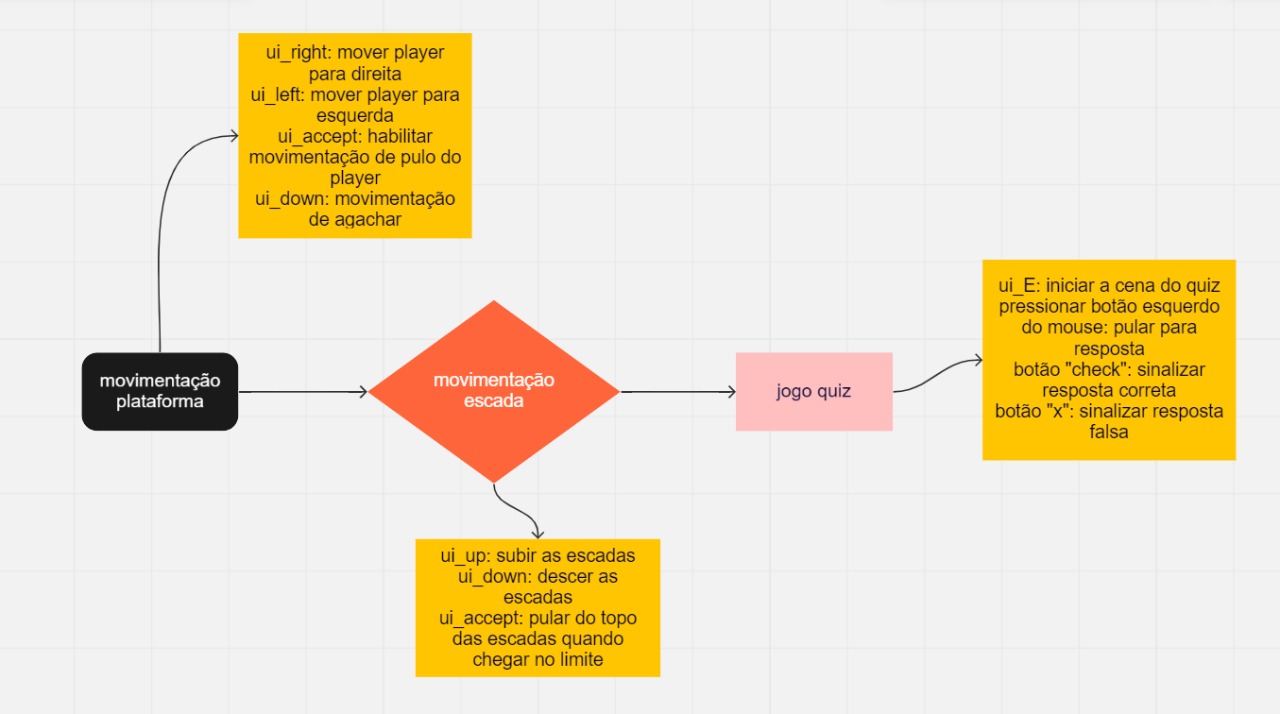 ui_right: mover player
para direita
ui_left: mover player para
esquerda
ui_accept: habilitar
movimentação de pulo do
player
ui_down: movimentação
de agachar
movimentação
plataforma
movimentação
escada
jogo quiz
ui_E: iniciar a cena do quiz
pressionar botão esquerdo
do mouse: pular para
resposta
botão "check": sinalizar
resposta correta
botão "x": sinalizar resposta
falsa
ui_up: subir as escadas
ui_down: descer as
escadas
ui_accept: pular do topo
das escadas quando
chegar no limite